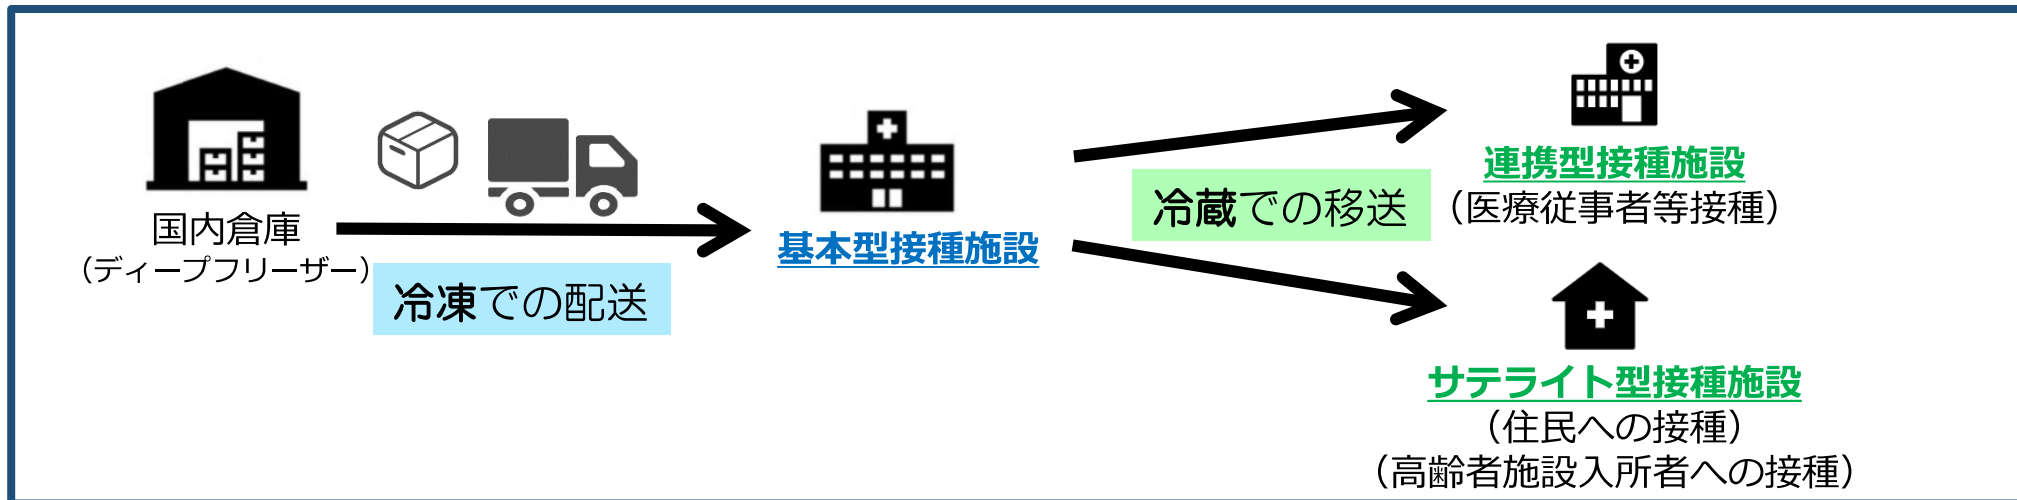 国内倉庫
（ディープフリーザー）
冷凍での配送
基本型接種施設
冷蔵での移送
連携型接種施設
（医療従事者等接種）
サテライト型接種施設
（住民への接種）
（高齢者施設入所者への接種）